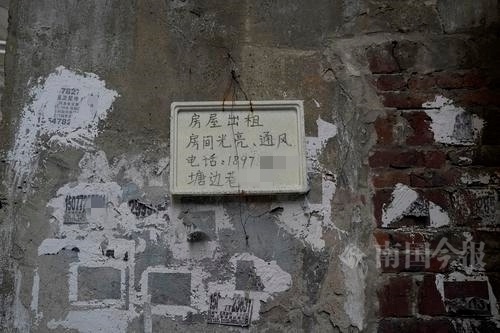 房屋出租
房间光亮、通风
电话:1897
塘边巷
南国今报